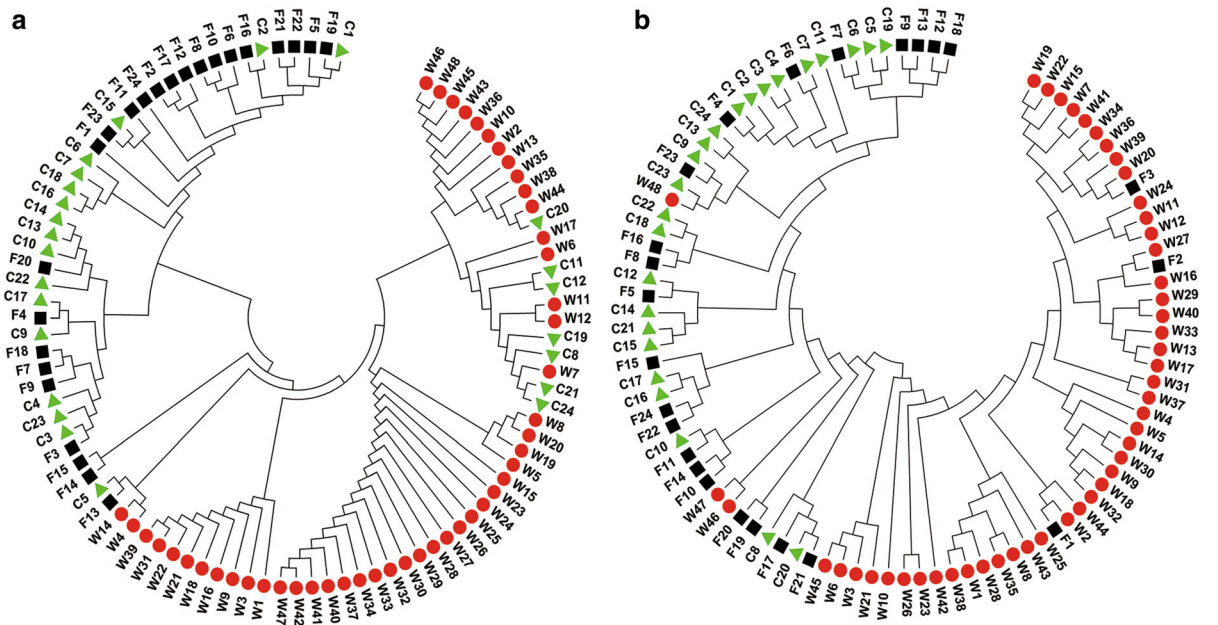 a
W46
W48
W45
W43
W36
W10
W2
W13
W35
W38
W44
C20
W17
W6
C11
C12
W11
W12
C19
C8
W7
C21
C24
W8
W20
W19
W5
W15
W23
W24
W25
W26
W27
W28
W29
W30
W32
W33
W34
W37
W40
W41
W42
W47
W1
W3
W9
W16
W18
W21
W22
W31
W39
W4
W14
F13
C5
F14
F15
F3
C3
C23
C4
F9
F7
F18
C9
F4
C17
C22
F20
C10
C13
C14
C16
C18
C7
C6
F1
F23
C15
F11
F24
F2
F17
F12
F8
F10
F6
F16
C2
F21
F22
F5
F19
C1
b
W19
W22
W15
W7
W41
W34
W36
W39
W20
F3
W24
W11
W12
W27
F2
W16
W29
W40
W33
W13
W17
W31
W37
W4
W5
W14
W30
W9
W18
W32
W44
W2
F1
W25
W43
W8
W35
W28
W1
W38
W42
W23
W26
W10
W21
W3
W6
W45
F21
C20
F17
C8
F19
F20
W46
W47
F10
F14
F11
C10
F22
F24
C16
C17
F15
C15
C21
C14
F5
C12
F8
F16
C18
C22
W48
C23
F23
C9
C13
C24
F4
C1
C2
C3
C4
F6
C7
C11
F7
C6
C5
C19
F9
F13
F12
F18